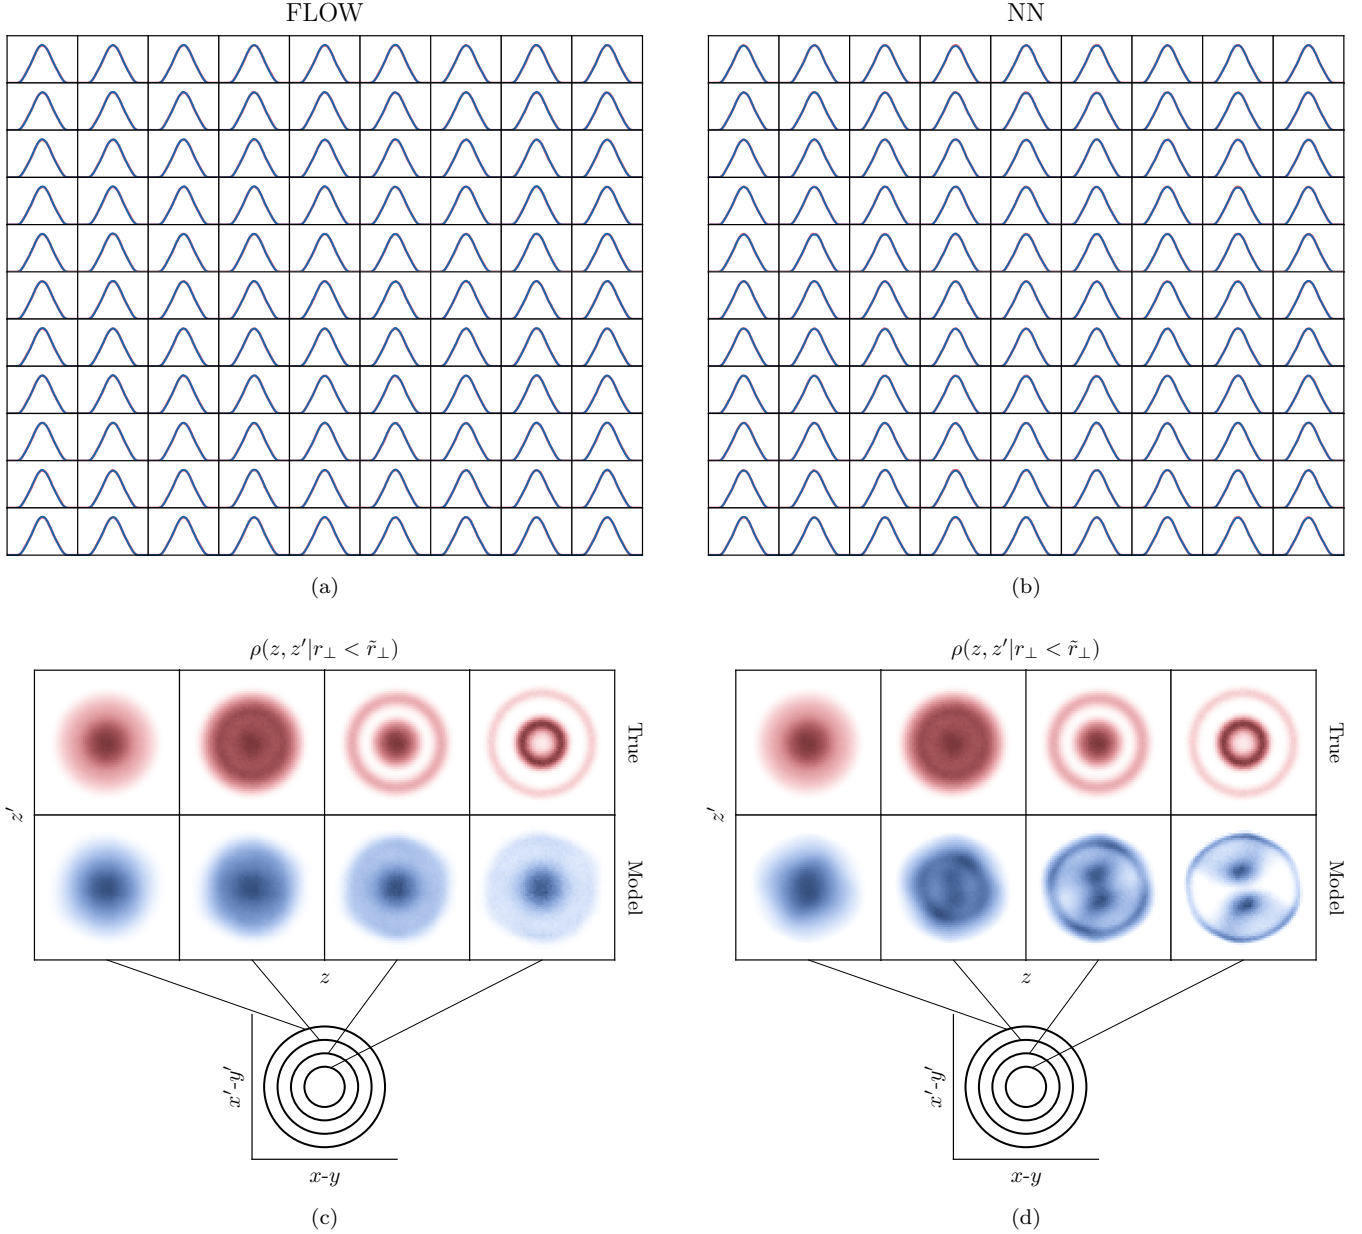 FLOW
NN
(a)
(b)
ρ(z, z′|r⊥ < r̃⊥)
True
z′
Model
z
x′-y′
x-y
(c)
ρ(z, z′|r⊥ < r̃⊥)
True
z′
Model
z
x′-y′
x-y
(d)